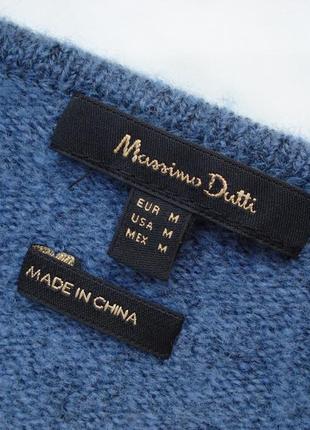 Massimo Dutti
EUR M
USA M
MEX M
MADE IN CHINA